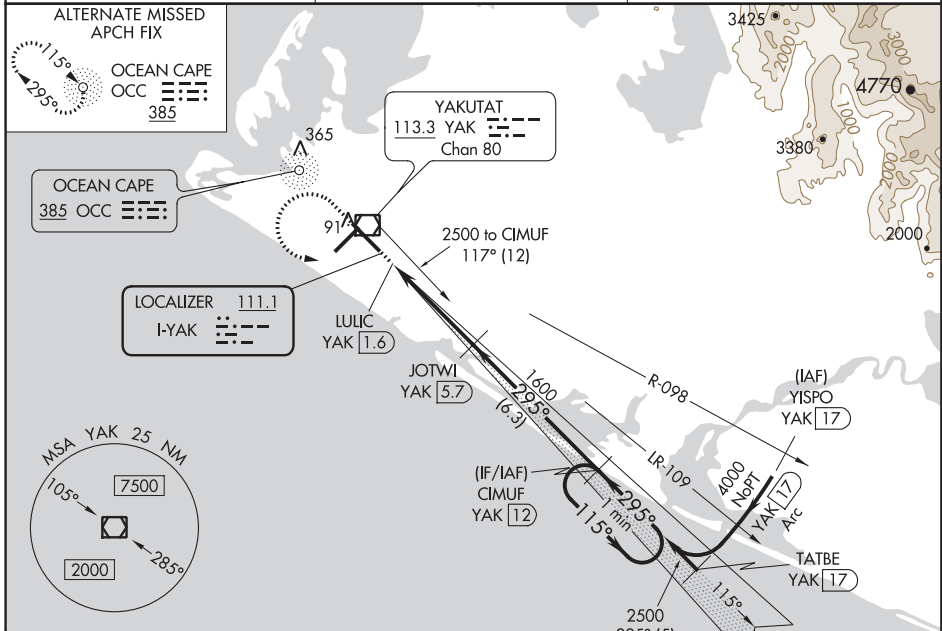 ALTERNATE MISSED
APCH FIX
115°
295°
OCEAN CAPE
OCC
385
3425
2000
3000
4770
1000
3380
2000
2000
YAKUTAT
113.3 YAK
Chan 80
365
OCEAN CAPE
385 OCC
91
2500 to CIMUF
117° (12)
LOCALIZER 111.1
I-YAK
LULIC
YAK 1.6
JOTWI
YAK 5.7
1600
295°
(6.3)
R-098
LR-109
(IAF)
YISPO
YAK 17
4000
NoPT
YAK 17
Arc
(IF/IAF)
CIMUF
YAK 12
295°
1 min
115°
TATBE
YAK 17
115°
2500
295° (5)
MSA YAK 25 NM
105°
7500
285°
2000